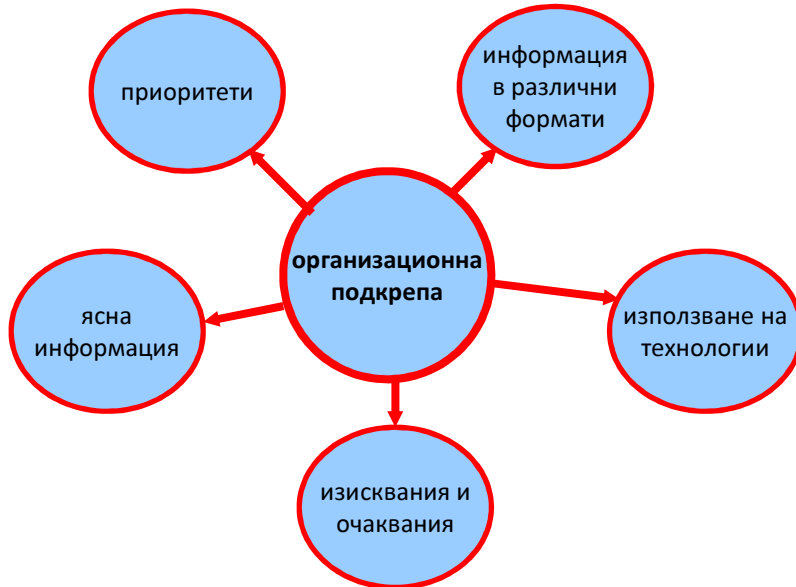 приоритети
информация
в различни
формати
организационна
подкрепа
ясна
информация
използване на
технологии
изисквания и
очаквания